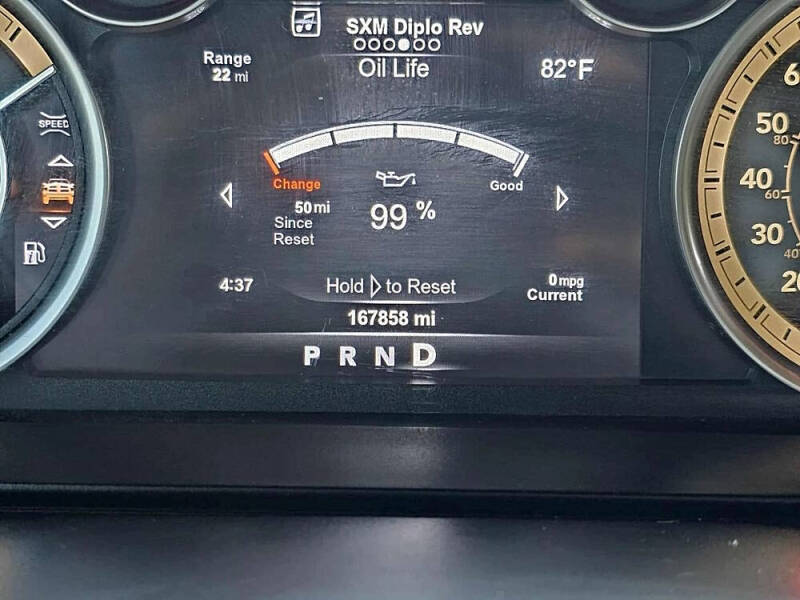 SXM Diplo Rev
Range
22 mi
Oil Life
82°F
SPEED
Change
Good
50 mi
Since
Reset
99 %
4:37
Hold ▷ to Reset
0 mpg
Current
167858 mi
P R N D
6
50
80
40
60
30
40
20